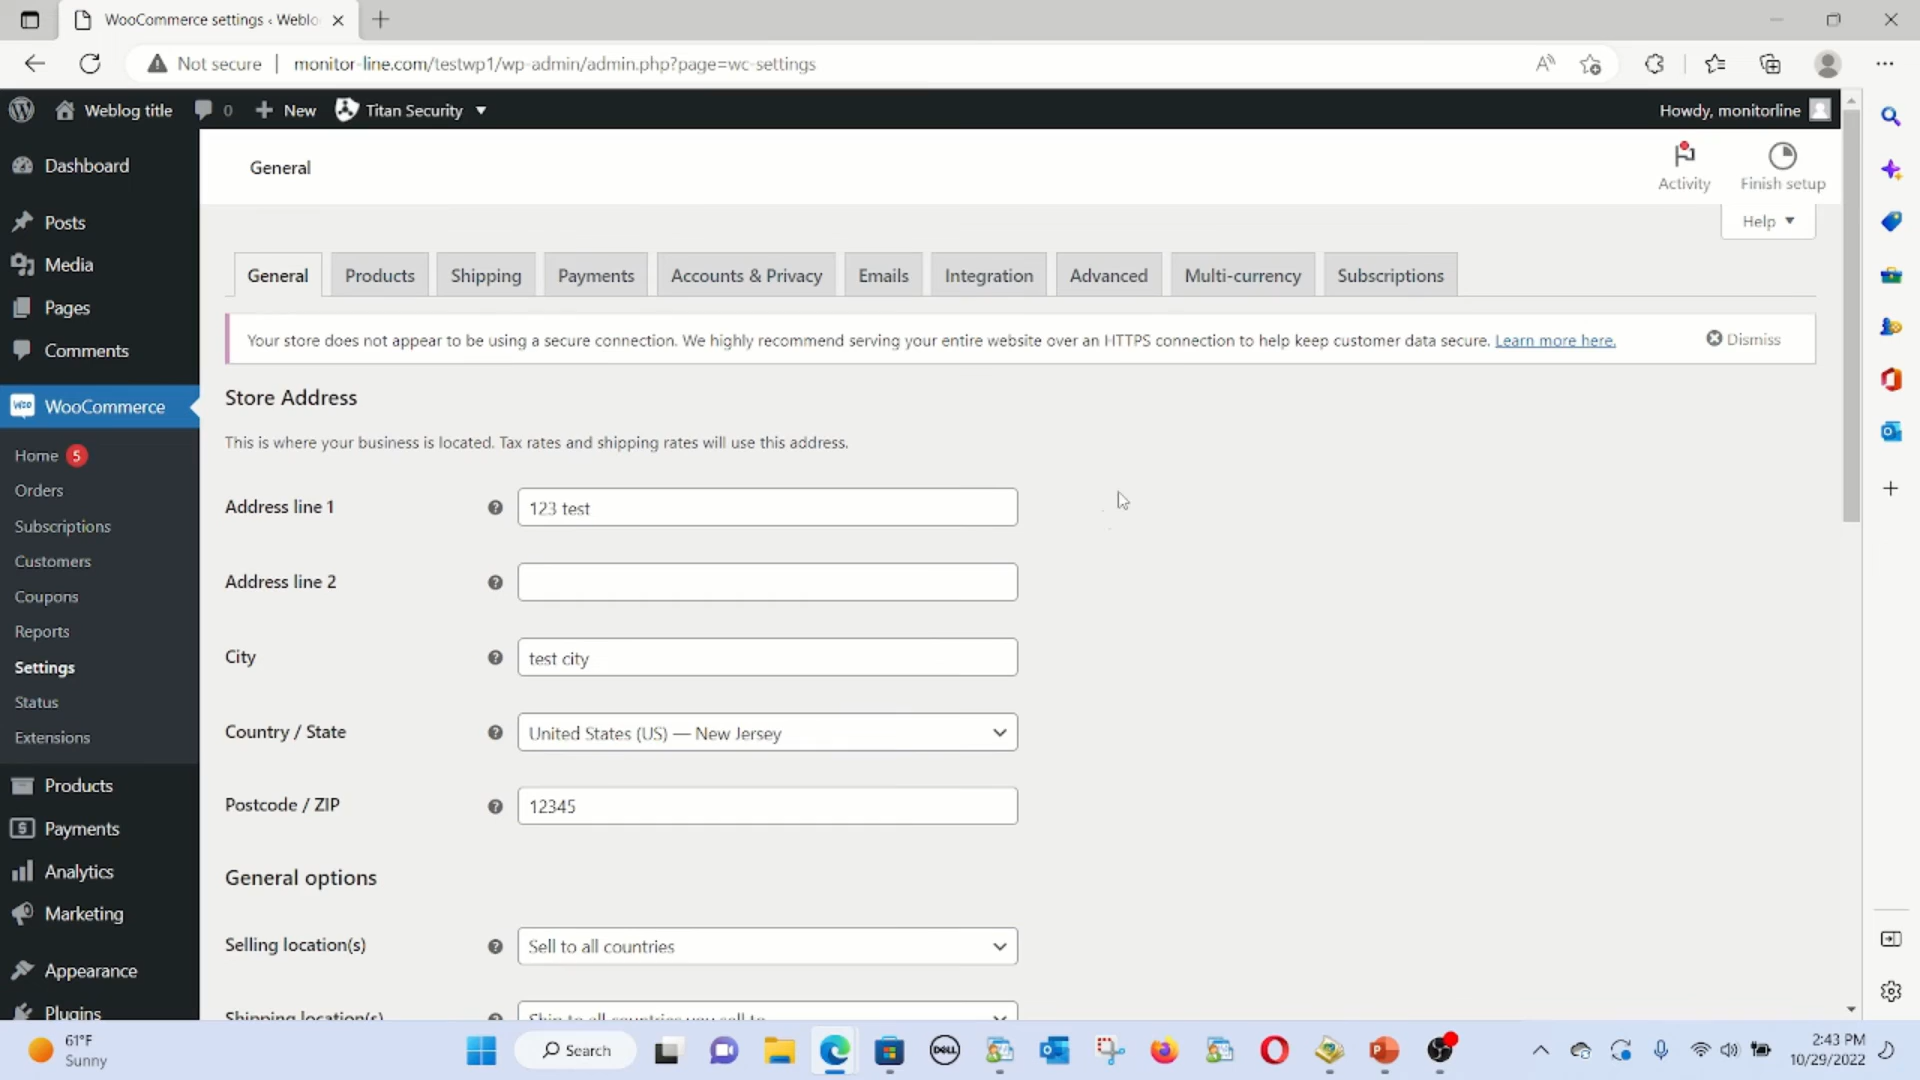 WooCommerce settings ‹ Weblo
Not secure | monitor-line.com/testwp1/wp-admin/admin.php?page=wc-settings
Weblog title 0 + New Titan Security Howdy, monitorline
Dashboard
Posts
Media
Pages
Comments
WooCommerce
Home 5
Orders
Subscriptions
Customers
Coupons
Reports
Settings
Status
Extensions
Products
Payments
Analytics
Marketing
Appearance
Plugins
General
Activity
Finish setup
Help
General Products Shipping Payments Accounts & Privacy Emails Integration Advanced Multi-currency Subscriptions
Your store does not appear to be using a secure connection. We highly recommend serving your entire website over an HTTPS connection to help keep customer data secure. Learn more here. Dismiss
Store Address
This is where your business is located. Tax rates and shipping rates will use this address.
Address line 1 123 test
Address line 2
City test city
Country / State United States (US) — New Jersey
Postcode / ZIP 12345
General options
Selling location(s) Sell to all countries
Shipping location(s) Ship to all countries you sell to
61°F
Sunny
Search
DELL
2:43 PM
10/29/2022